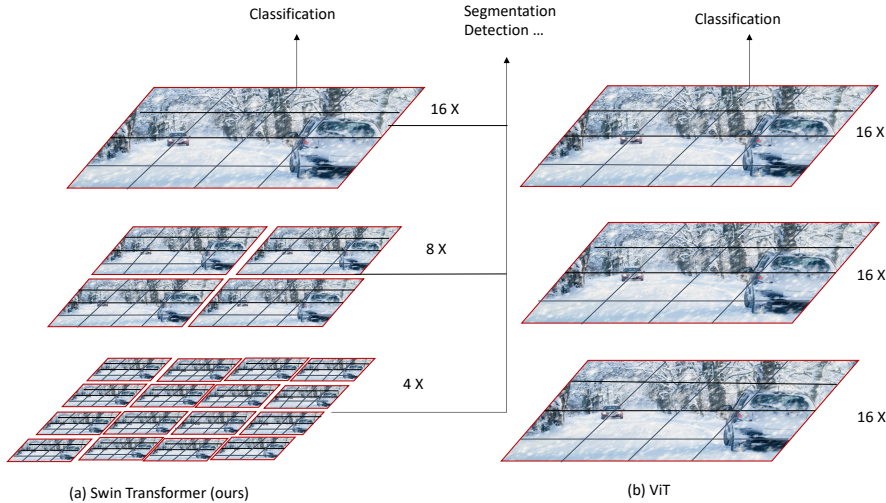 Classification
Segmentation
Detection ...
Classification
16 X
16 X
8 X
16 X
4 X
16 X
(a) Swin Transformer (ours)
(b) ViT